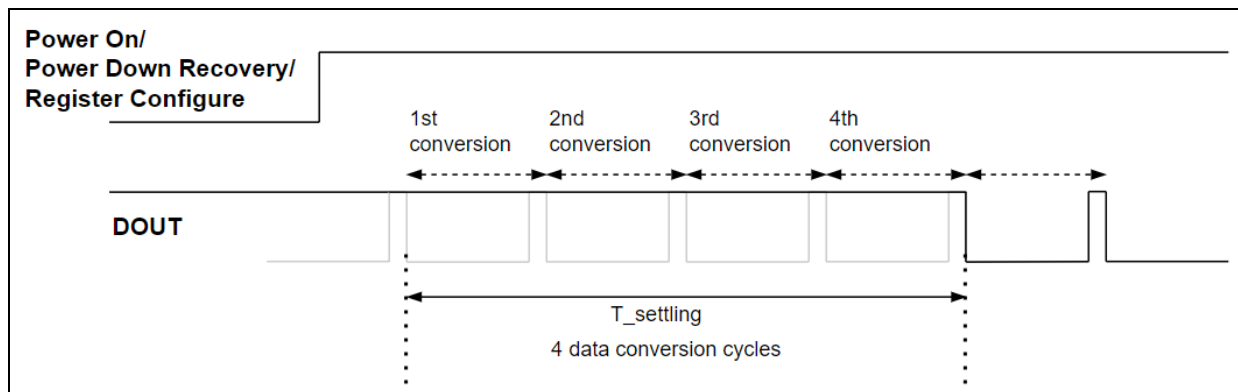 Power On/
Power Down Recovery/
Register Configure
1st conversion
2nd conversion
3rd conversion
4th conversion
DOUT
T_settling
4 data conversion cycles